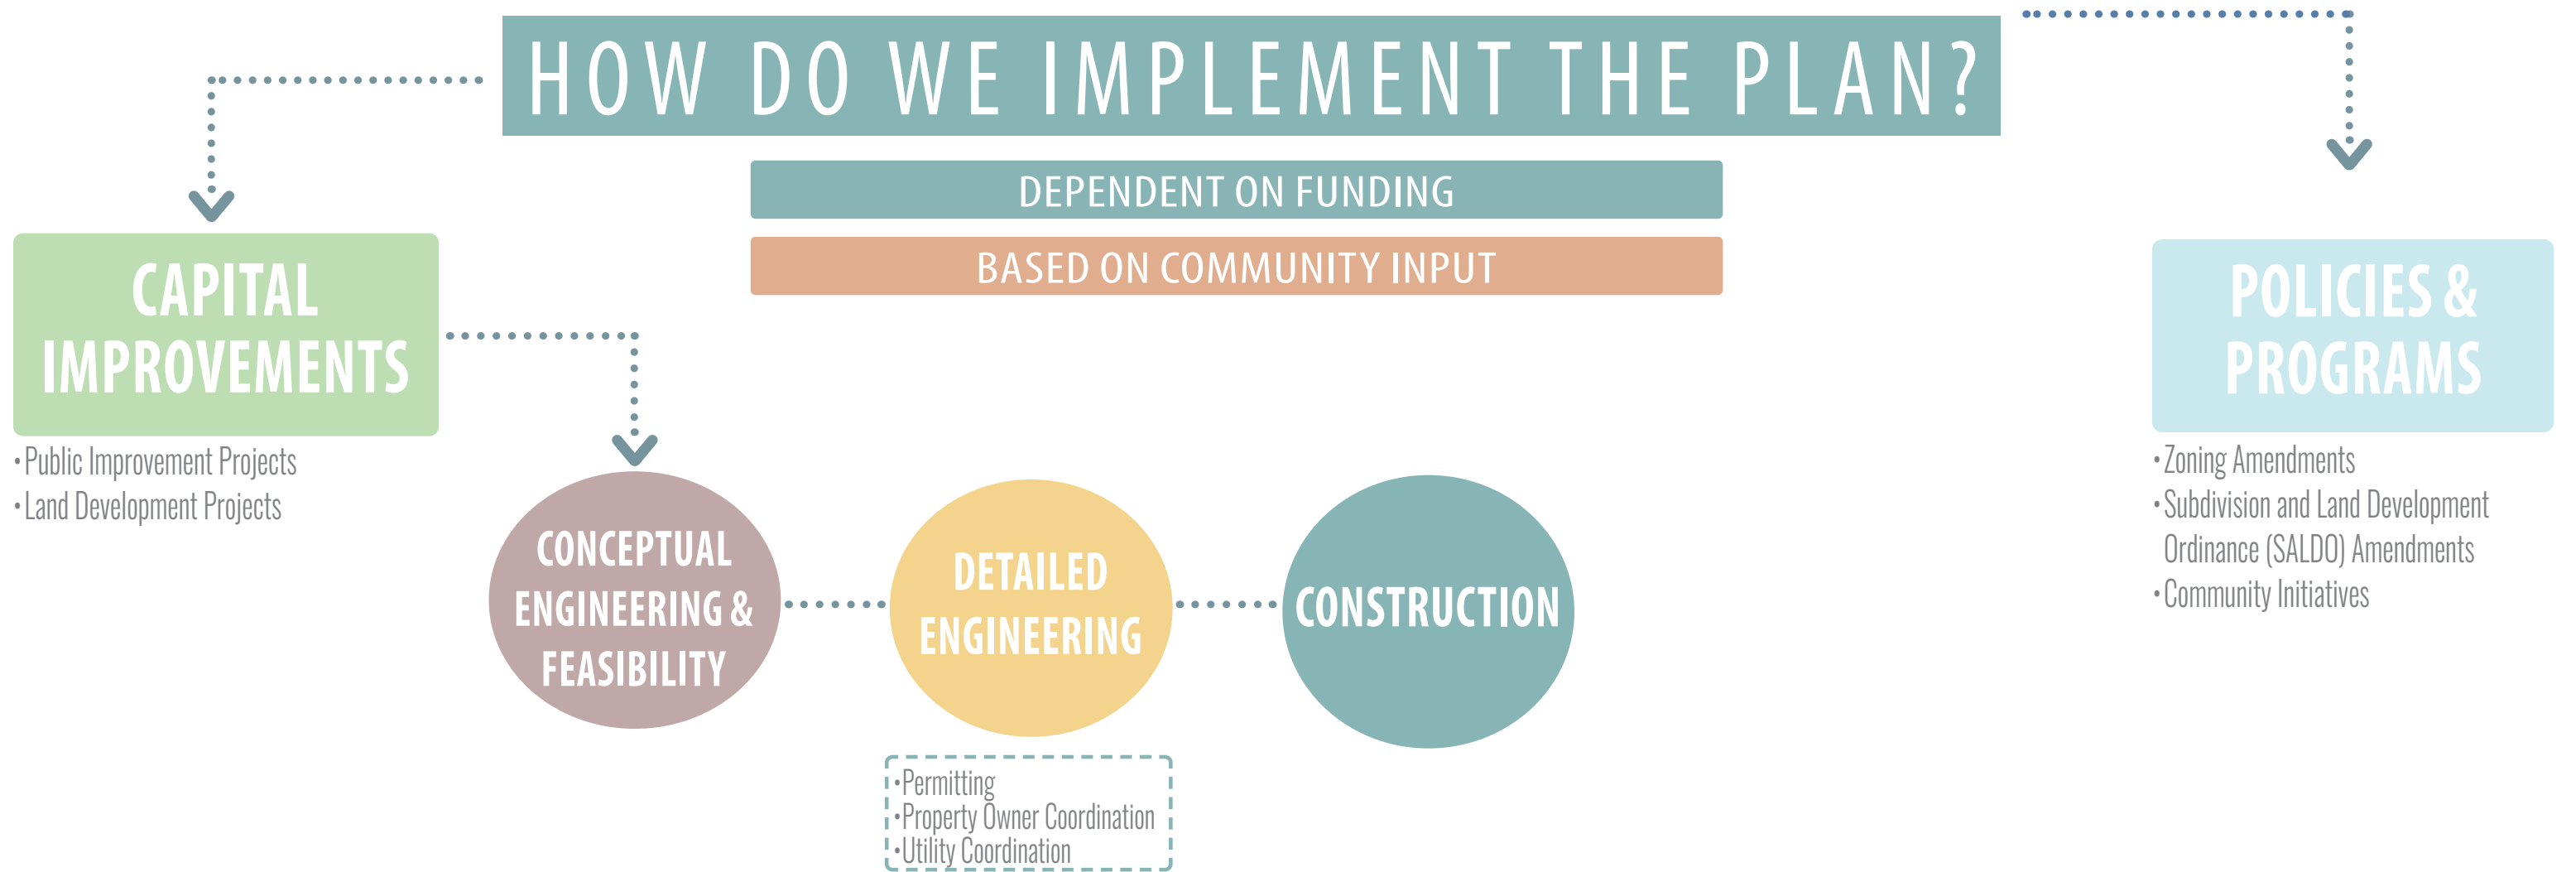 HOW DO WE IMPLEMENT THE PLAN?
DEPENDENT ON FUNDING
BASED ON COMMUNITY INPUT
CAPITAL
IMPROVEMENTS
•Public Improvement Projects
•Land Development Projects
CONCEPTUAL
ENGINEERING &
FEASIBILITY
DETAILED
ENGINEERING
•Permitting
•Property Owner Coordination
•Utility Coordination
CONSTRUCTION
POLICIES &
PROGRAMS
•Zoning Amendments
•Subdivision and Land Development
Ordinance (SALDO) Amendments
•Community Initiatives